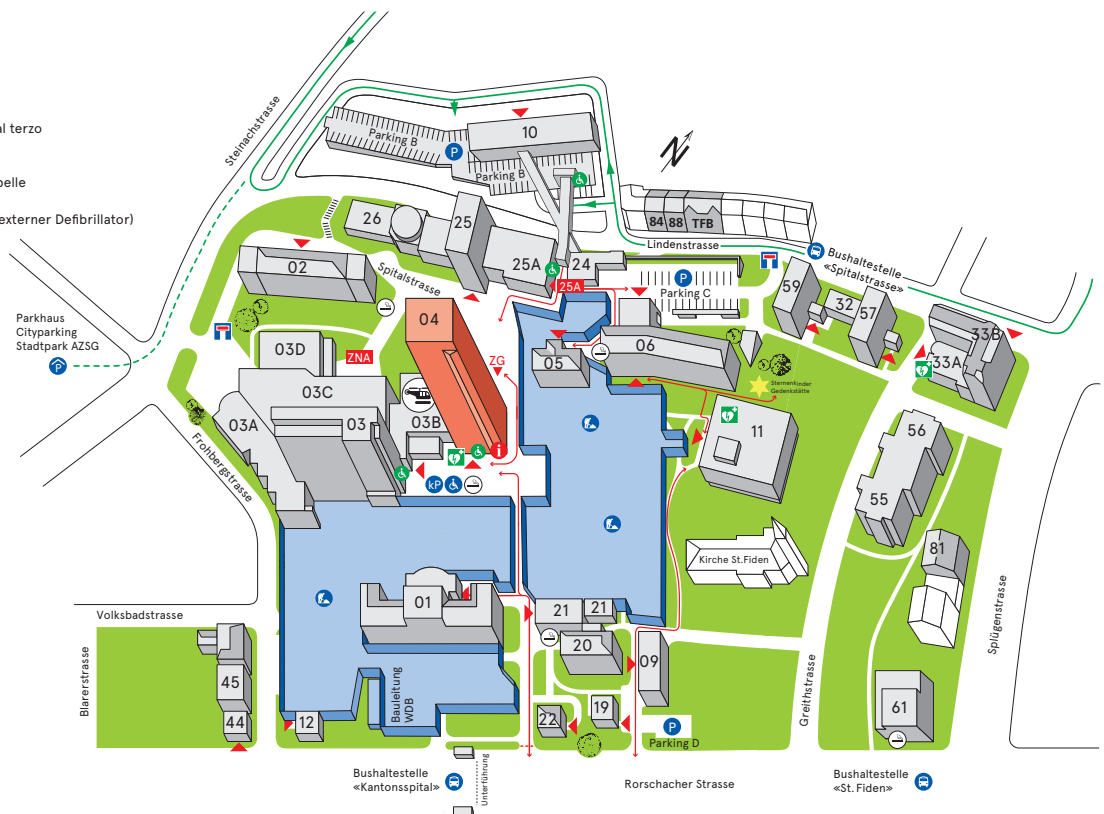 al terzo
pelle
externer Defibrillator)
Steinachstrasse
Parking B
P
10
Parking B
N
84 88 TFB
Lindenstrasse
Bushaltestelle
«Spitalstrasse»
26
25
25A
24
25A
P
Parking C
59
32
57
33B
33A
02
Spitalstrasse
04
Parkhaus
Cityparking
Stadtpark AZSG
P
03D
ZNA
ZG
05
06
Sternenkinder
Gedenkstätte
03C
03A
03
03B
i
kP
11
56
55
Frohbergstrasse
Kirche St.Fiden
81
01
21
21
20
09
Volksbadstrasse
Blarerstrasse
45
44
12
Bauleitung
WDB
22
19
P
Parking D
Greithstrasse
Splügenstrasse
61
Bushaltestelle
«Kantonsspital»
Unterführung
Rorschacher Strasse
Bushaltestelle
«St. Fiden»